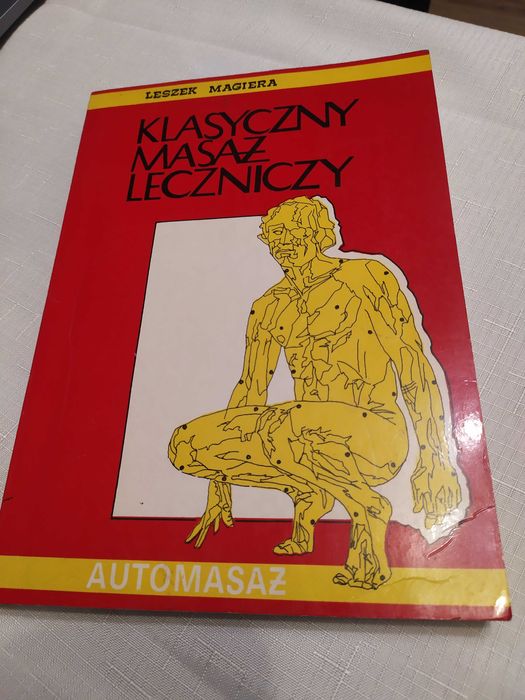 LESZEK MAGIERA
KLASYCZNY
MASAŻ
LECZNICZY
AUTOMASAŻ